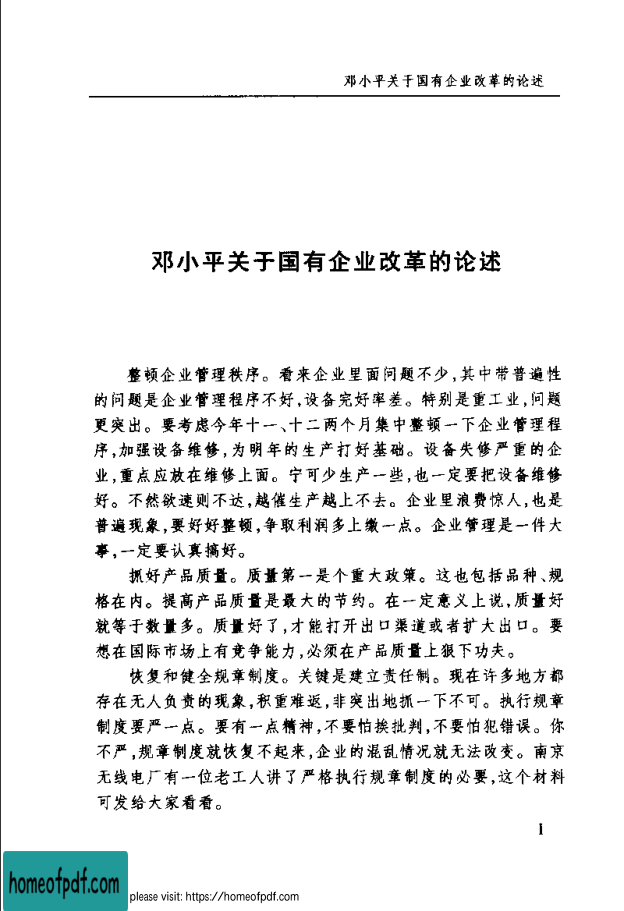 邓小平关于国有企业改革的论述
邓小平关于国有企业改革的论述
整顿企业管理秩序。看来企业里面问题不少,其中带普遍性
的问题是企业管理程序不好,设备完好率差。特别是重工业,问题
更突出。要考虑今年十一、十二两个月集中整顿一下企业管理程
序,加强设备维修,为明年的生产打好基础。设备失修严重的企
业,重点应放在维修上面。宁可少生产一些,也一定要把设备维修
好。不然欲速则不达,越催生产越上不去。企业里浪费惊人,也是
普遍现象,要好好整顿,争取利润多上缴一点。企业管理是一件大
事,一定要认真搞好。
抓好产品质量。质量第一是个重大政策。这也包括品种、规
格在内。提高产品质量是最大的节约。在一定意义上说,质量好
就等于数量多。质量好了,才能打开出口渠道或者扩大出口。要
想在国际市场上有竞争能力,必须在产品质量上狠下功夫。
恢复和健全规章制度。关键是建立责任制。现在许多地方都
存在无人负责的现象,积重难返,非突出地抓一下不可。执行规章
制度要严一点。要有一点精神,不要怕挨批判,不要怕犯错误。你
不严,规章制度就恢复不起来,企业的混乱情况就无法改变。南京
无线电厂有一位老工人讲了严格执行规章制度的必要,这个材料
可发给大家看看。
1
homeofpdf.com
please visit: https://homeofpdf.com